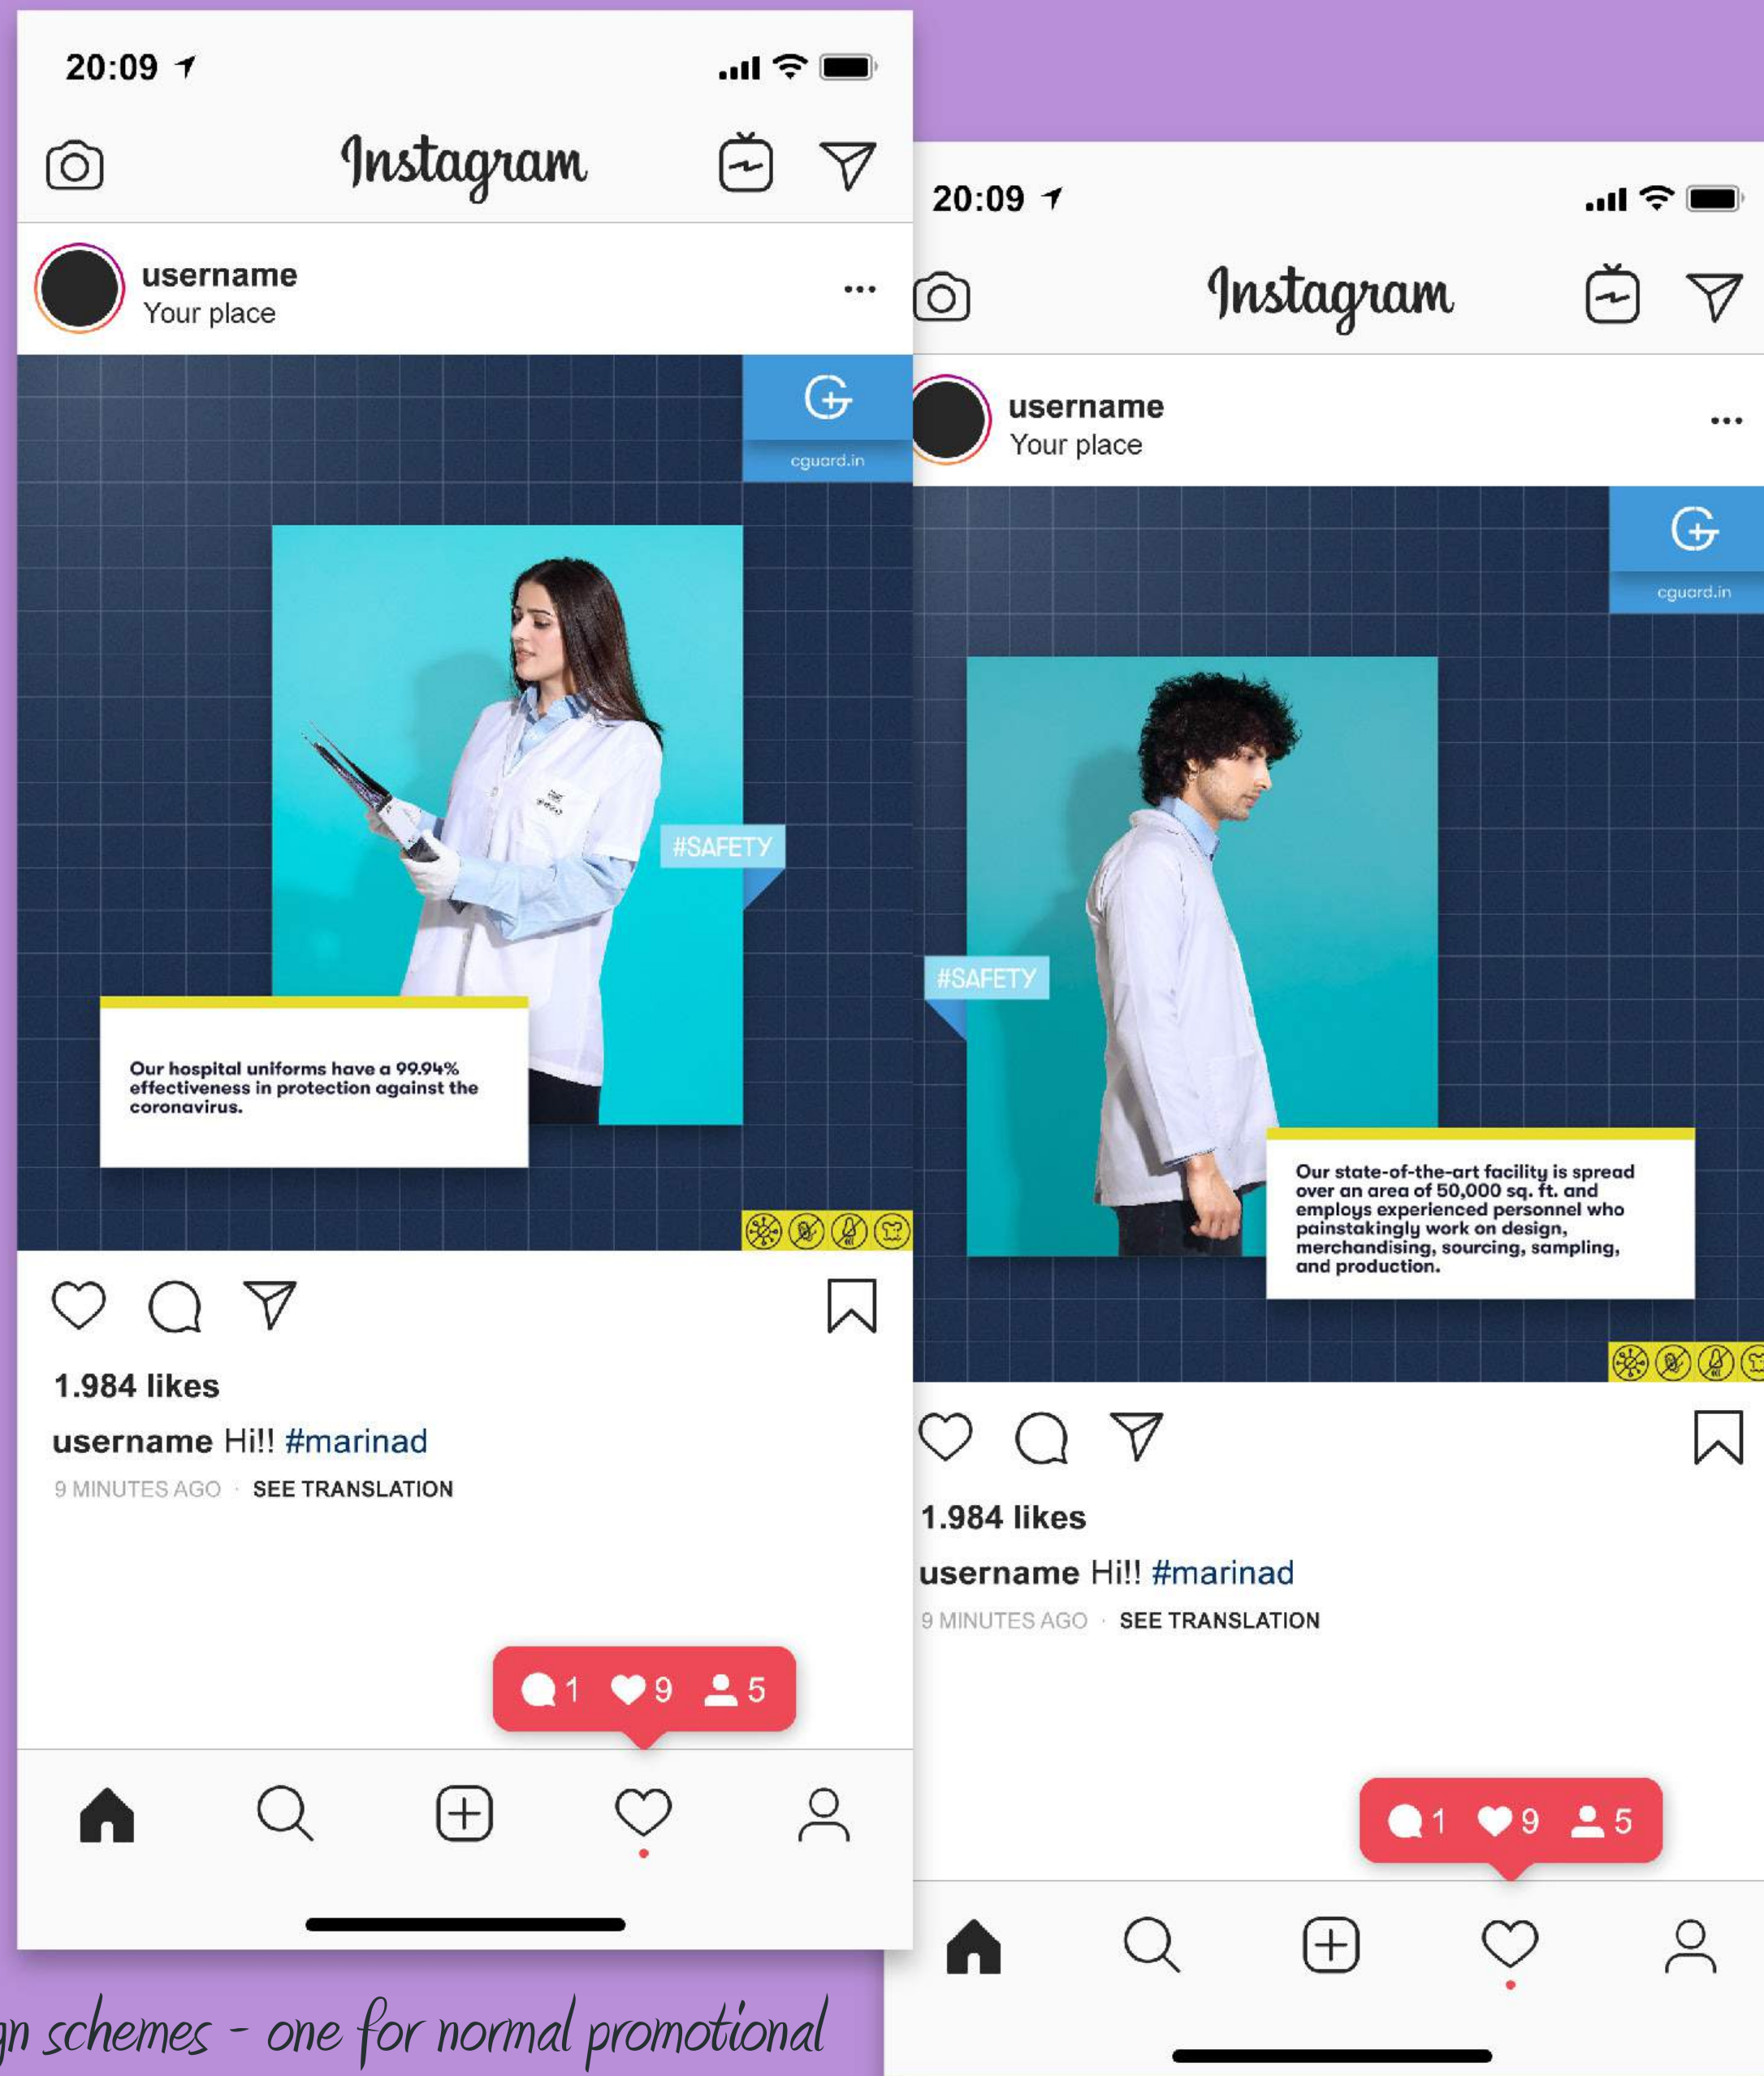 20:09
Instagram
username
Your place
cguard.in
#SAFETY
Our hospital uniforms have a 99.94%
effectiveness in protection against the
coronavirus.
1.984 likes
username Hi!! #marinad
9 MINUTES AGO · SEE TRANSLATION
1 9 5
schemes - one for normal promotional
20:09
Instagram
username
Your place
cguard.in
#SAFETY
Our state-of-the-art facility is spread
over an area of 50,000 sq. ft. and
employs experienced personnel who
painstakingly work on design,
merchandising, sourcing, sampling,
and production.
1.984 likes
username Hi!! #marinad
9 MINUTES AGO · SEE TRANSLATION
1 9 5